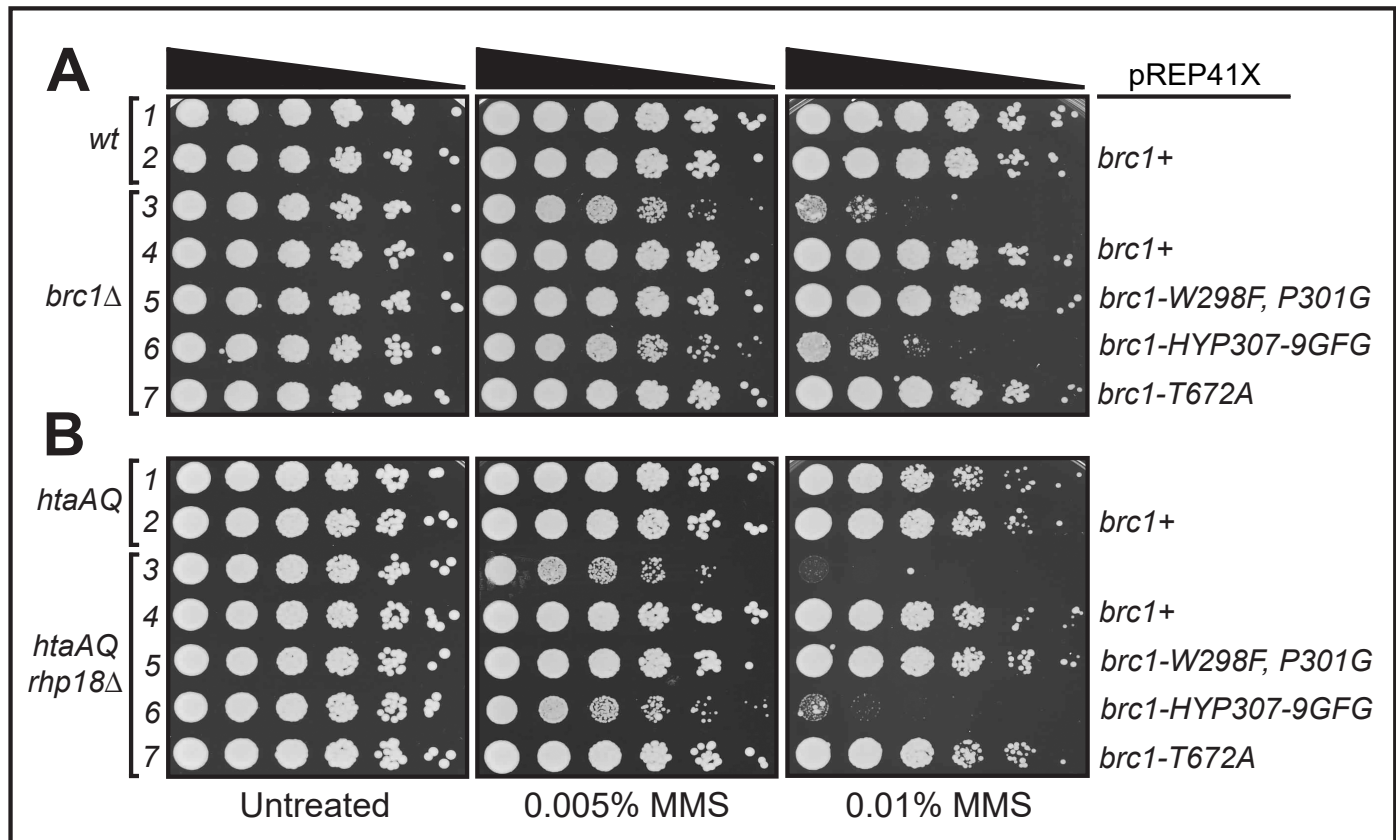 A
pREP41X
wt
1
2 brc1+
brc1Δ
3
4 brc1+
5 brc1-W298F, P301G
6 brc1-HYP307-9GFG
7 brc1-T672A
B
htaAQ
1
2 brc1+
htaAQ
rhp18Δ
3
4 brc1+
5 brc1-W298F, P301G
6 brc1-HYP307-9GFG
7 brc1-T672A
Untreated 0.005% MMS 0.01% MMS